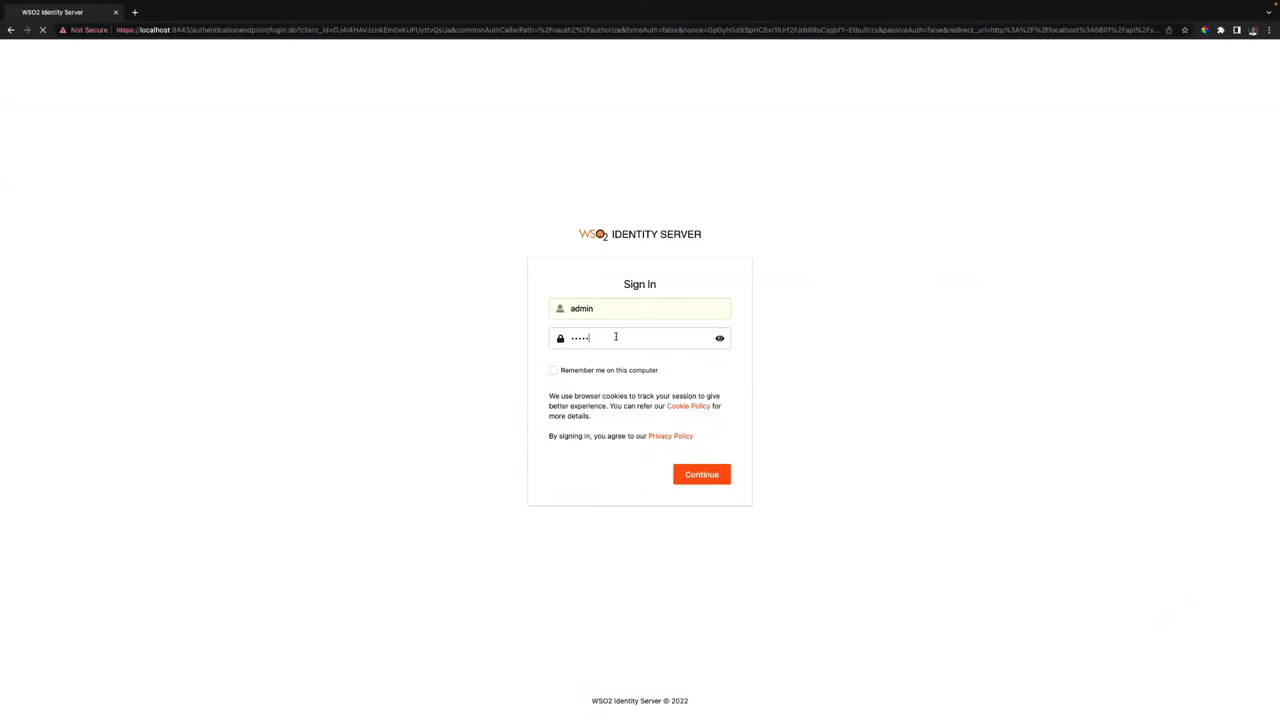 WSO2 Identity Server
Not Secure
WSO2 IDENTITY SERVER
Sign In
admin
•••••
Remember me on this computer
We use browser cookies to track your session to give
better experience. You can refer our Cookie Policy for
more details.
By signing in, you agree to our Privacy Policy
Continue
WSO2 Identity Server © 2022